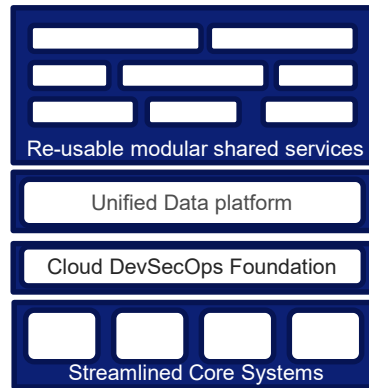 Re-usable modular shared services
Unified Data platform
Cloud DevSecOps Foundation
Streamlined Core Systems